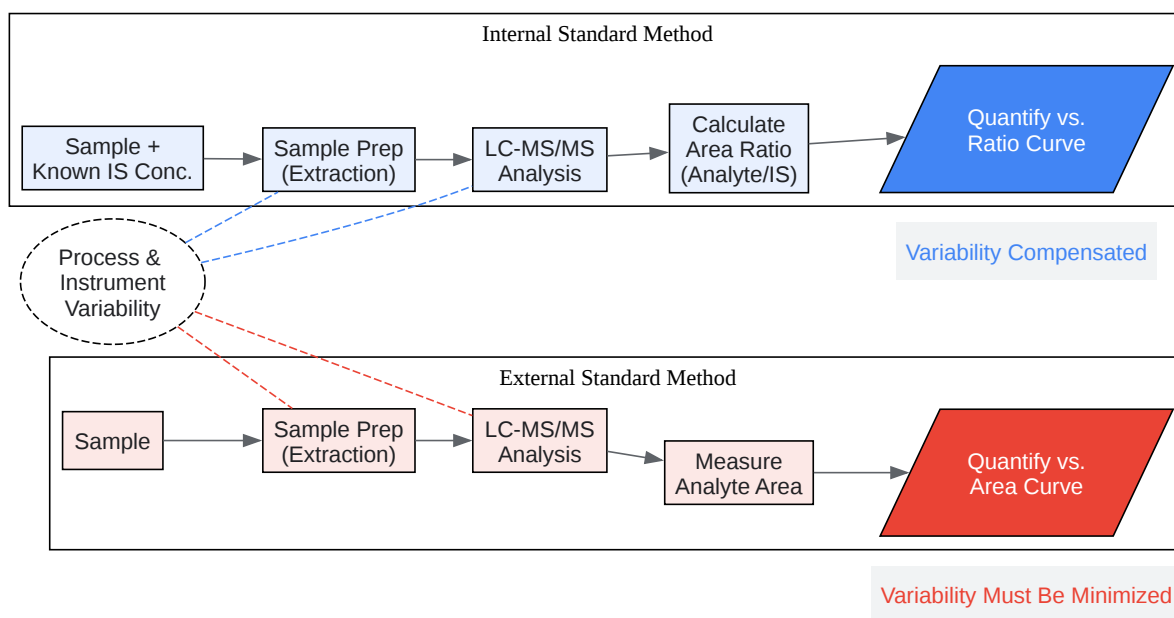 Internal Standard Method
Sample +
Known IS Conc.
Sample Prep
(Extraction)
LC-MS/MS
Analysis
Calculate
Area Ratio
(Analyte/IS)
Quantify vs.
Ratio Curve
Variability Compensated
Process &
Instrument
Variability
External Standard Method
Sample
Sample Prep
(Extraction)
LC-MS/MS
Analysis
Measure
Analyte Area
Quantify vs.
Area Curve
Variability Must Be Minimized